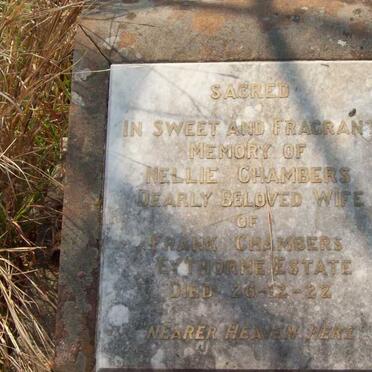 SACRED
IN SWEET AND FRAGRANT
MEMORY OF
NELLIE CHAMBERS
DEARLY BELOVED WIFE
OF
FRANK CHAMBERS
THORNE ESTATE
DIED 26-12-22
NEARER HEAVEN HERE